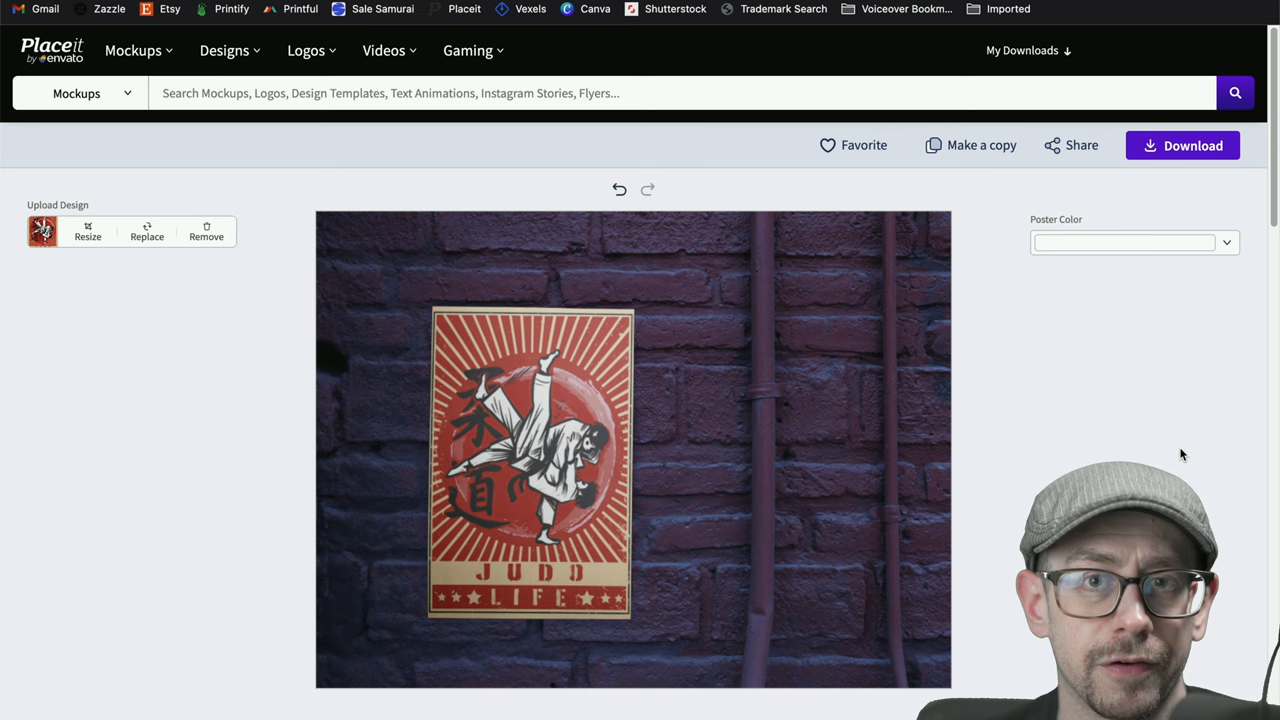 Gmail Zazzle Etsy Printify Printful Sale Samurai Placeit Vexels Canva Shutterstock Trademark Search Voiceover Bookm... Imported
Placeit
by envato
Mockups Designs Logos Videos Gaming My Downloads
Mockups Search Mockups, Logos, Design Templates, Text Animations, Instagram Stories, Flyers...
Favorite Make a copy Share Download
Upload Design
Resize Replace Remove
Poster Color
柔
道
JUDO
LIFE